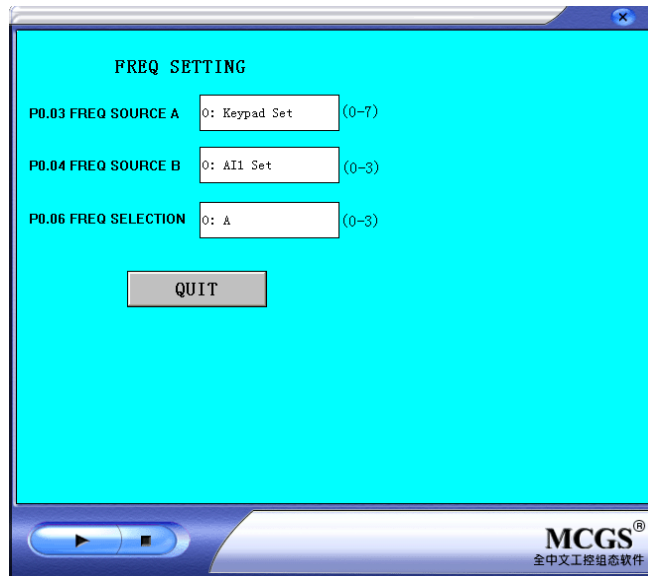 FREQ SETTING
P0.03 FREQ SOURCE A 0: Keypad Set (0-7)
P0.04 FREQ SOURCE B 0: AI1 Set (0-3)
P0.06 FREQ SELECTION 0: A (0-3)
QUIT
MCGS®
全中文工控组态软件